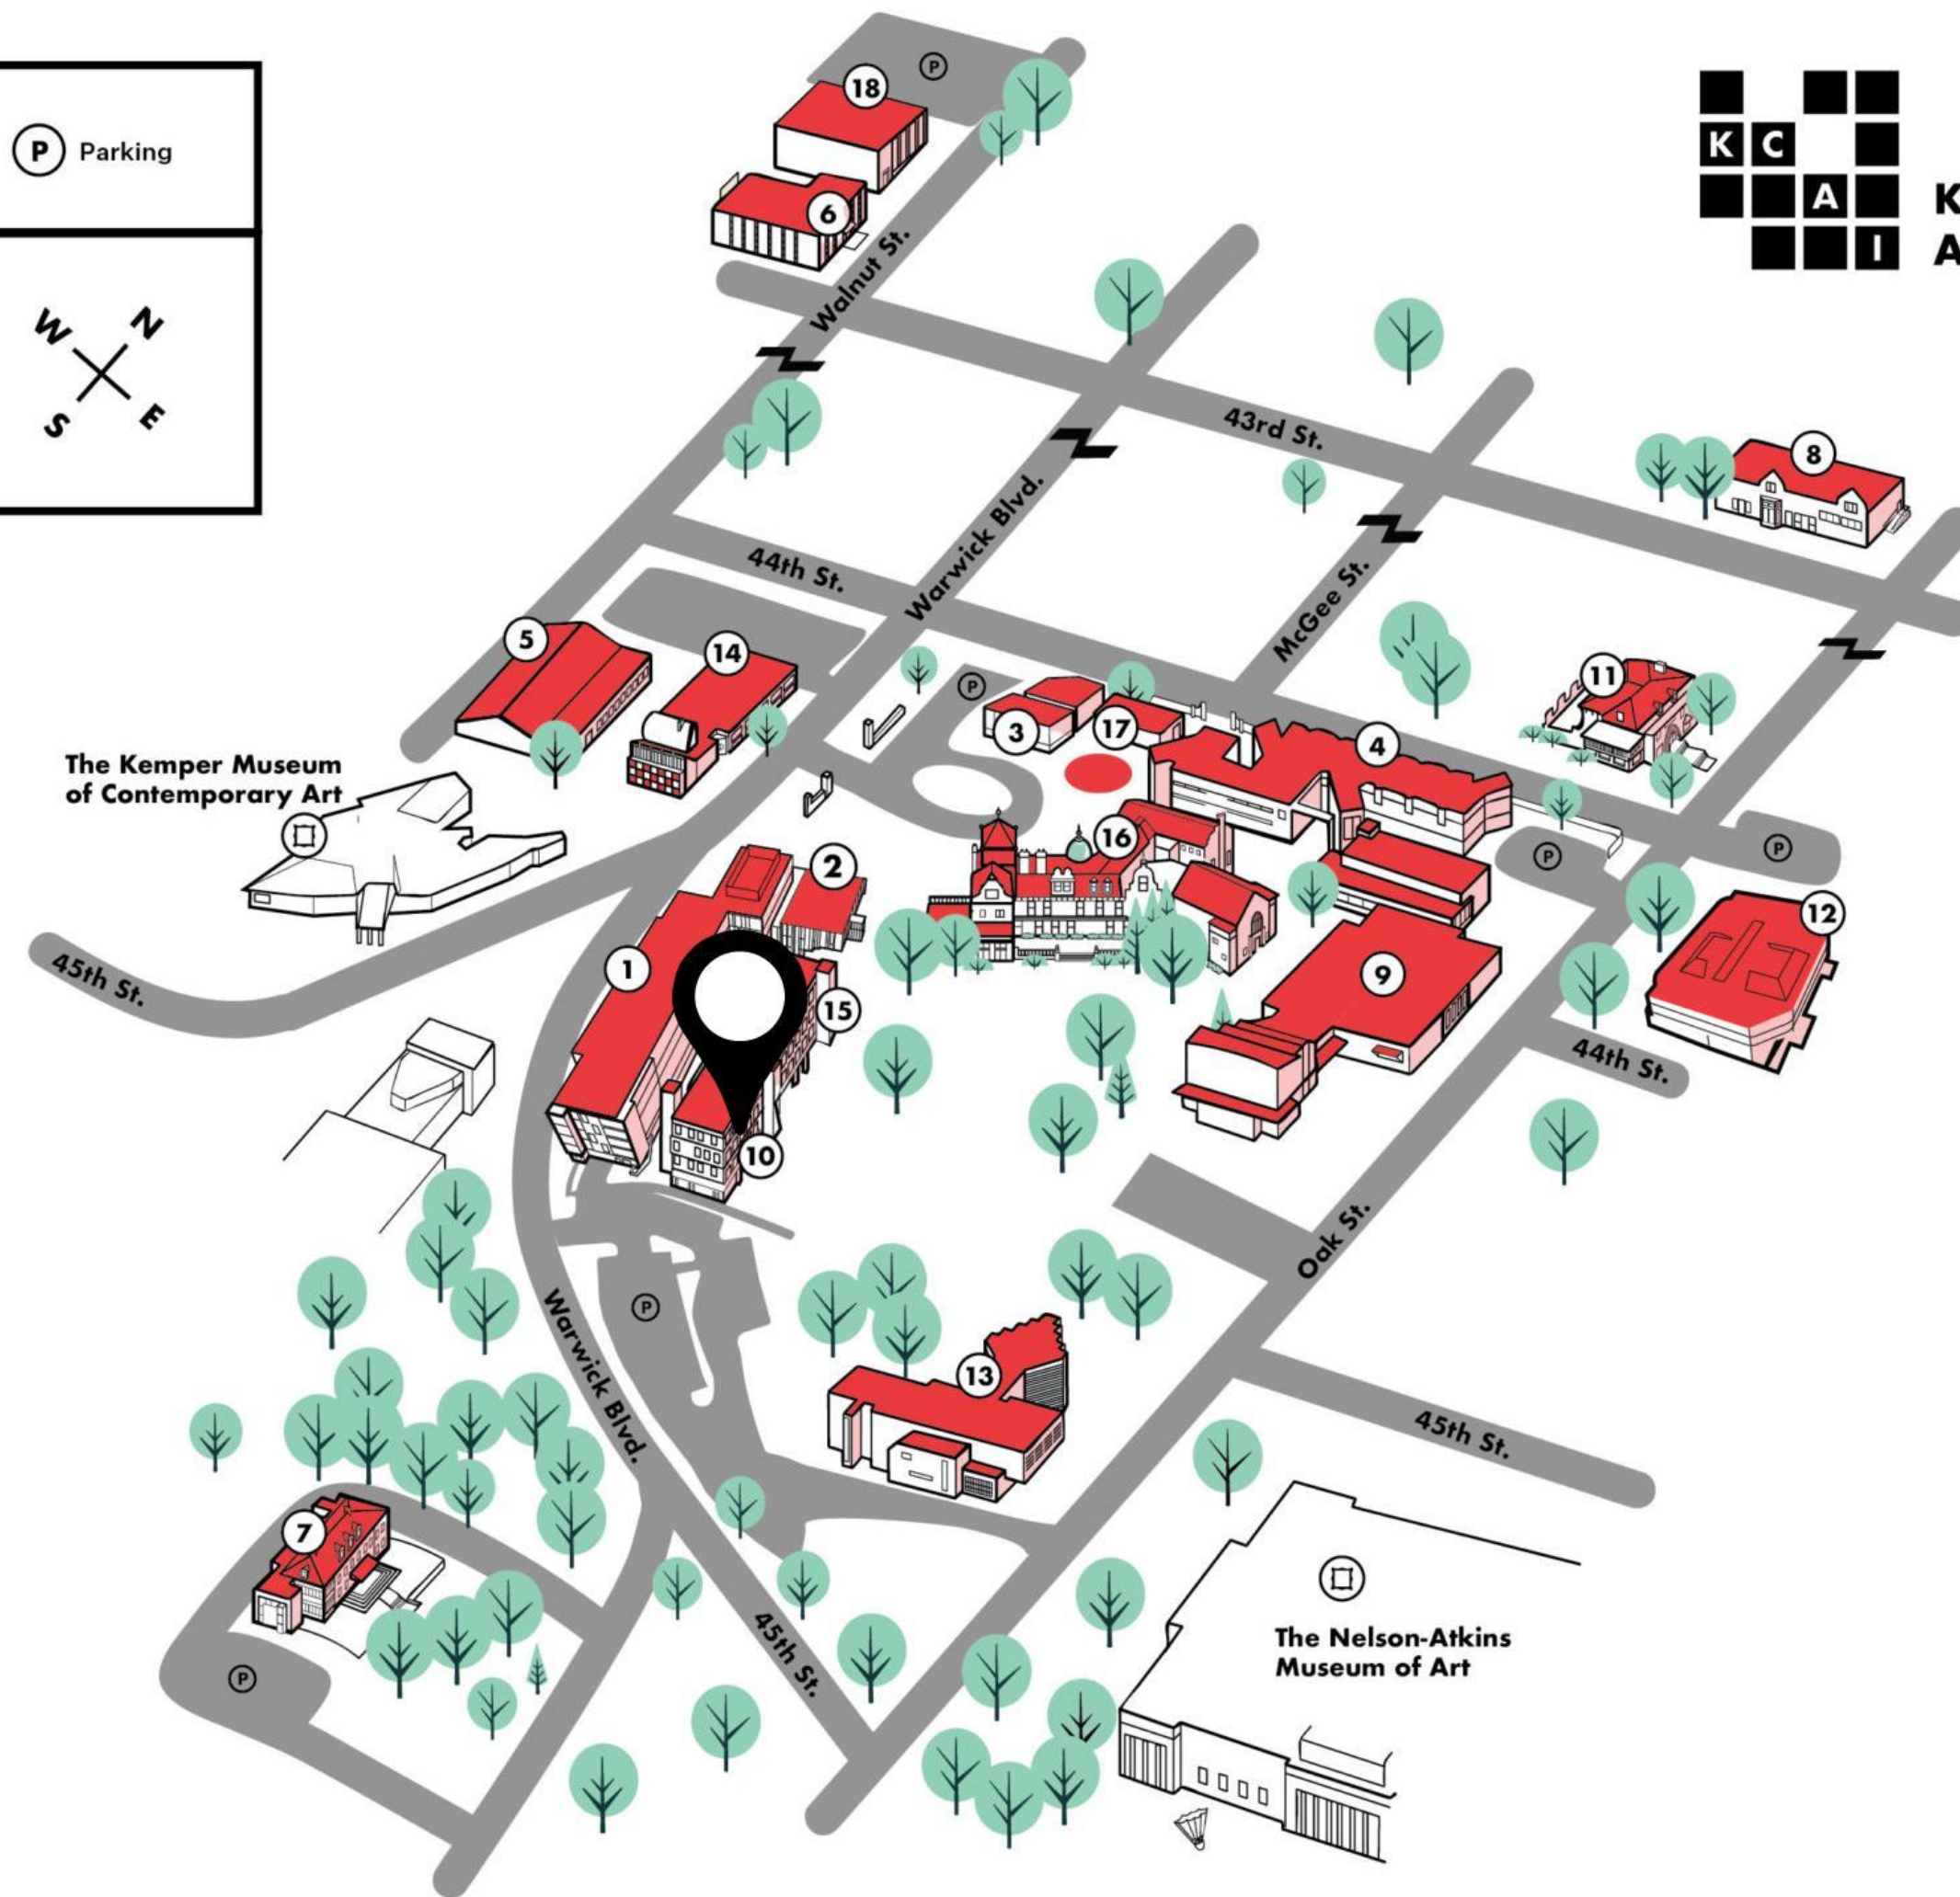 P
18
P Parking
K C
A
I
K
A
6
Walnut St.
W N
S E
43rd St.
8
Warwick Blvd.
44th St.
McGee St.
5
14
P
11
3
17
4
The Kemper Museum
of Contemporary Art
16
P
P
2
12
1
9
45th St.
15
44th St.
10
Oak St.
P
Warwick Blvd.
13
45th St.
7
The Nelson-Atkins
Museum of Art
45th St.
P